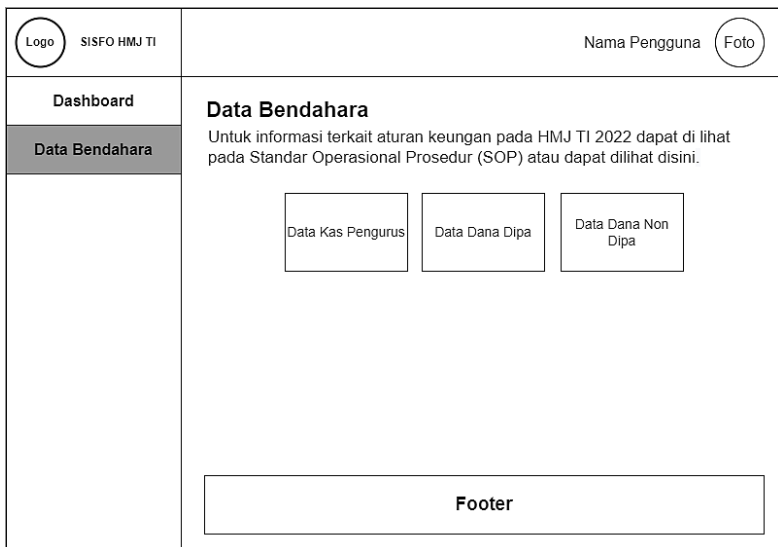 Logo
SISFO HMJ TI
Nama Pengguna
Foto
Dashboard
Data Bendahara
Data Bendahara
Untuk informasi terkait aturan keungan pada HMJ TI 2022 dapat di lihat
pada Standar Operasional Prosedur (SOP) atau dapat dilihat disini.
Data Kas Pengurus
Data Dana Dipa
Data Dana Non
Dipa
Footer